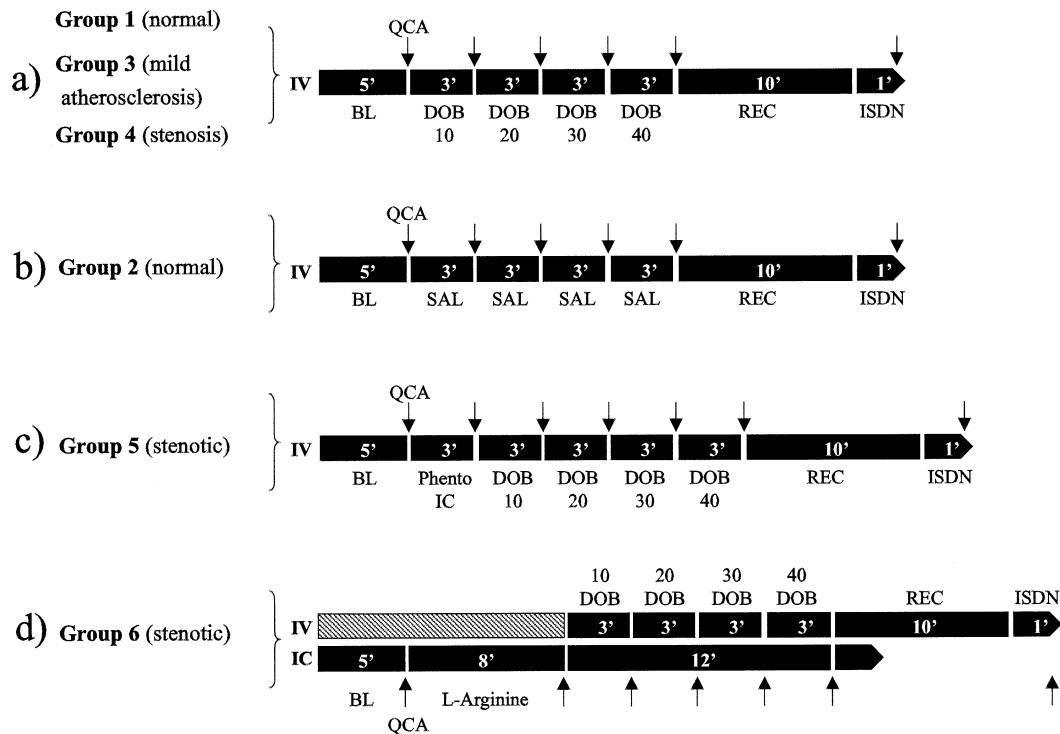 a)
Group 1 (normal)
Group 3 (mild
atherosclerosis)
Group 4 (stenosis)
QCA
IV 5’ 3’ 3’ 3’ 3’ 10’ 1’
BL DOB DOB DOB DOB REC ISDN
10 20 30 40
QCA
b) Group 2 (normal)
IV 5’ 3’ 3’ 3’ 3’ 10’ 1’
BL SAL SAL SAL SAL REC ISDN
QCA
c) Group 5 (stenotic)
IV 5’ 3’ 3’ 3’ 3’ 3’ 10’ 1’
BL Phento DOB DOB DOB DOB REC ISDN
IC 10 20 30 40
10 20 30 40
DOB DOB DOB DOB REC ISDN
d) Group 6 (stenotic)
IV 3’ 3’ 3’ 3’ 10’ 1’
IC 5’ 8’ 12’
BL L-Arginine
QCA